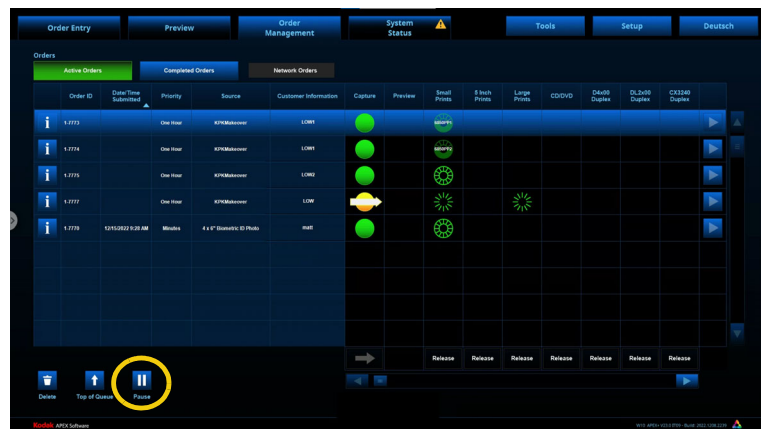 Order Entry
Preview
Order
Management
System
Status
Tools
Setup
Deutsch
Orders
Active Orders
Completed Orders
Network Orders
Order ID
Date/Time
Submitted
Priority
Source
Customer Information
Capture
Preview
Small
Prints
8 Inch
Prints
Large
Prints
CD/DVD
D4x00
Duplex
DL2x00
Duplex
CX3240
Duplex
i 1-7773 One Hour KPKMakeover LOW1
i 1-7774 One Hour KPKMakeover LOW1
i 1-7775 One Hour KPKMakeover LOW2
i 1-7777 One Hour KPKMakeover LOW
i 1-7778 12/15/2022 9:28 AM Minutes 4 x 6" Biometric ID Photo matt
Release Release Release Release Release Release Release
Delete
Top of Queue
Pause
Kodak APEX Software